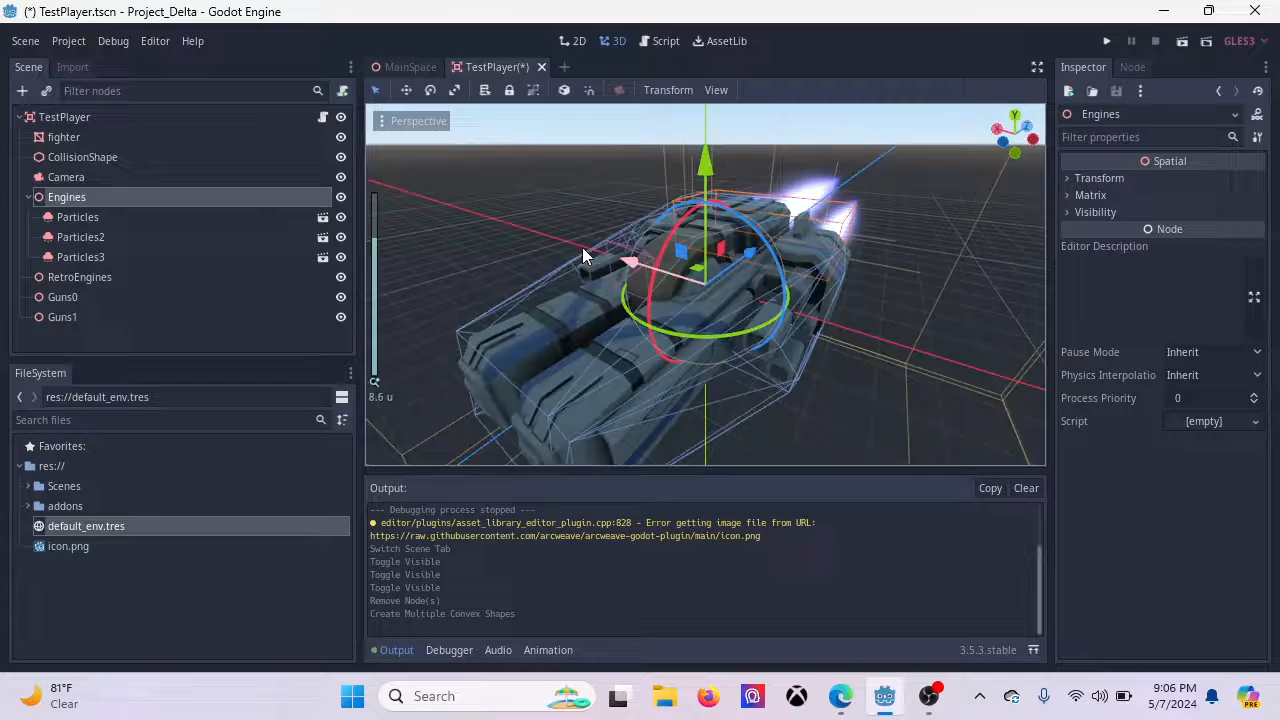 (*) TestPlayer.tscn - Project_Delta - Godot Engine
Scene Project Debug Editor Help
2D 3D Script AssetLib
GLES3
Scene Import
Filter nodes
TestPlayer
fighter
CollisionShape
Camera
Engines
Particles
Particles2
Particles3
RetroEngines
Guns0
Guns1
FileSystem
res://default_env.tres
Search files
Favorites:
res://
Scenes
addons
default_env.tres
icon.png
MainSpace TestPlayer(*)
Transform View
Perspective
Y
X
Z
8.6 u
Output:
Copy Clear
--- Debugging process stopped ---
editor/plugins/asset_library_editor_plugin.cpp:828 - Error getting image file from URL:
https://raw.githubusercontent.com/arcweave/arcweave-godot-plugin/main/icon.png
Switch Scene Tab
Toggle Visible
Toggle Visible
Toggle Visible
Remove Node(s)
Create Multiple Convex Shapes
Output Debugger Audio Animation
3.5.3.stable
Inspector Node
Engines
Filter properties
Spatial
Transform
Matrix
Visibility
Node
Editor Description
Pause Mode Inherit
Physics Interpolatio Inherit
Process Priority 0
Script [empty]
81°F
Clear
Search
9:06 PM
5/7/2024
PRE